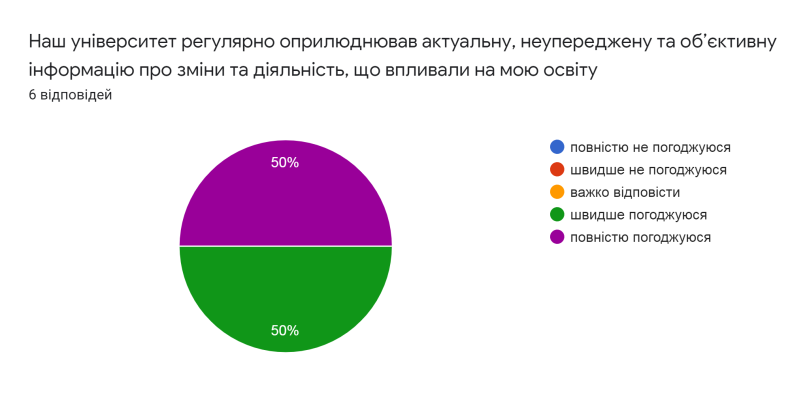 Наш університет регулярно оприлюднював актуальну, неупереджену та об’єктивну
інформацію про зміни та діяльність, що впливали на мою освіту
6 відповідей
50%
50%
повністю не погоджуюся
швидше не погоджуюся
важко відповісти
швидше погоджуюся
повністю погоджуюся